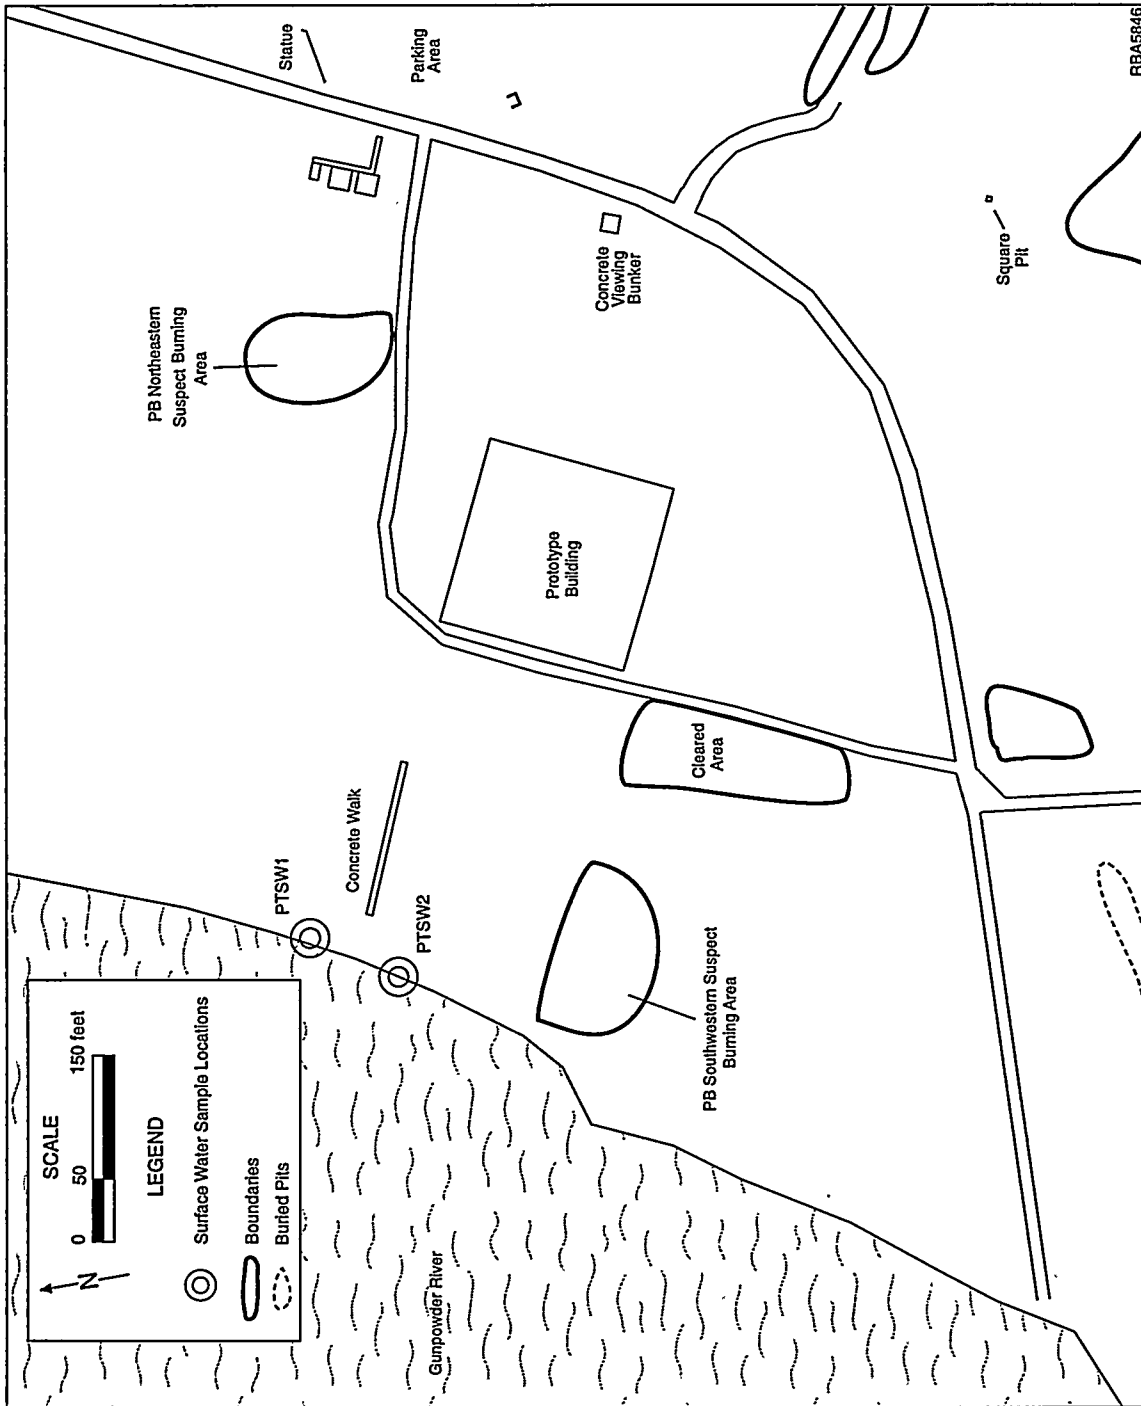 SCALE
0 50 150 feet
N
LEGEND
Surface Water Sample Locations
Boundaries
Buried Pits
Gunpowder River
PTSW1
PTSW2
Concrete Walk
PB Southwestern Suspect
Burning Area
Cleared
Area
Prototype
Building
PB Northeastern
Suspect Burning
Area
Concrete
Viewing
Bunker
Statue
Parking
Area
Square
Pit
RBA5846